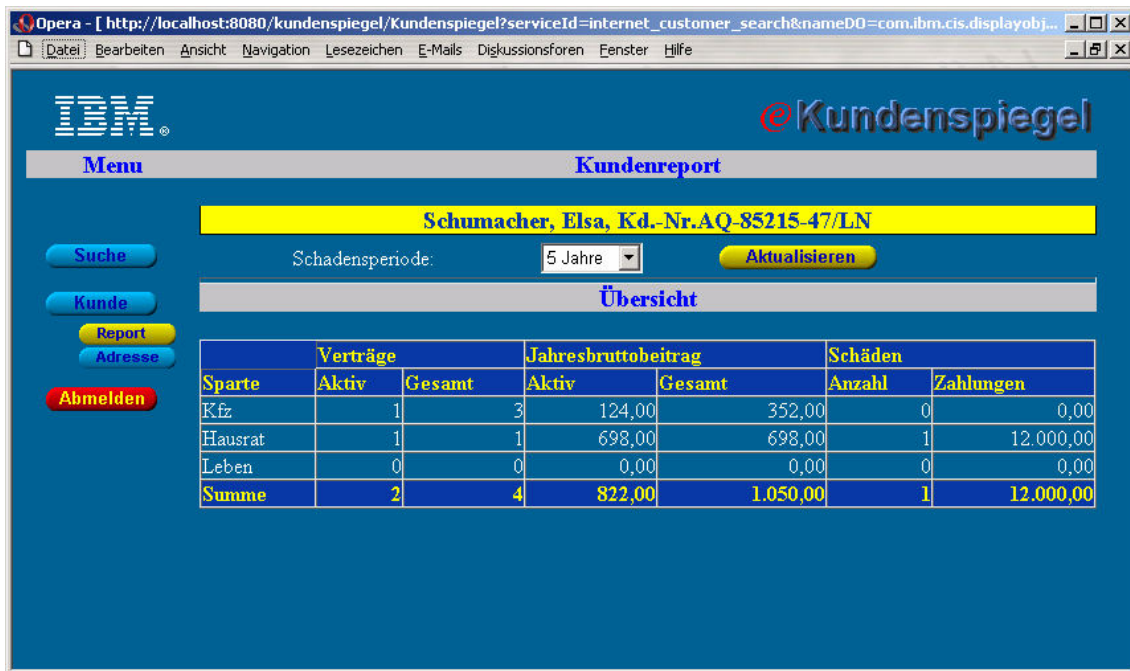 Opera - [ http://localhost:8080/kundenspiegel/Kundenspiegel?serviceId=internet_customer_search&nameDO=com.ibm.cis.displayobj...
Datei Bearbeiten Ansicht Navigation Lesezeichen E-Mails Diskussionsforen Fenster Hilfe
IBM® eKundenspiegel
Menu Kundenreport
Schumacher, Elsa, Kd.-Nr.AQ-85215-47/LN
Suche Schadensperiode: 5 Jahre Aktualisieren
Kunde Übersicht
Report
Adresse
Abmelden
Verträge Jahresbruttobeitrag Schäden
Sparte Aktiv Gesamt Aktiv Gesamt Anzahl Zahlungen
Kfz 1 3 124,00 352,00 0 0,00
Hausrat 1 1 698,00 698,00 1 12.000,00
Leben 0 0 0,00 0,00 0 0,00
Summe 2 4 822,00 1.050,00 1 12.000,00